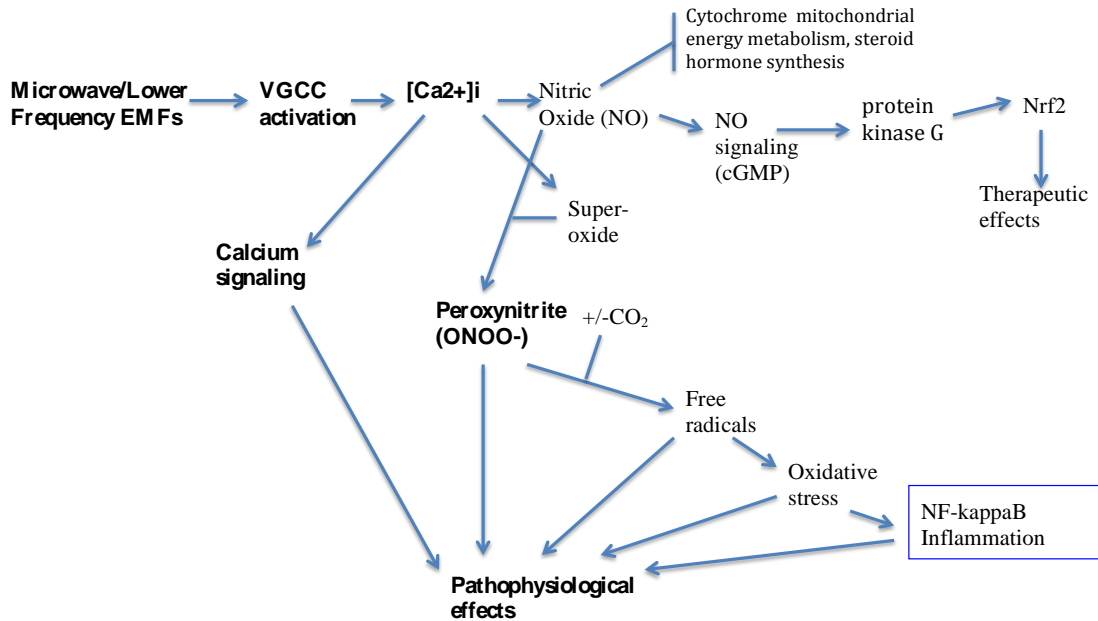 Cytochrome mitochondrial
energy metabolism, steroid
hormone synthesis
Microwave/Lower
Frequency EMFs
VGCC
activation
[Ca2+]i
Nitric
Oxide (NO)
NO
signaling
(cGMP)
protein
kinase G
Nrf2
Therapeutic
effects
Super-
oxide
Calcium
signaling
Peroxynitrite
(ONOO-)
+/-CO₂
Free
radicals
Oxidative
stress
NF-kappaB
Inflammation
Pathophysiological
effects